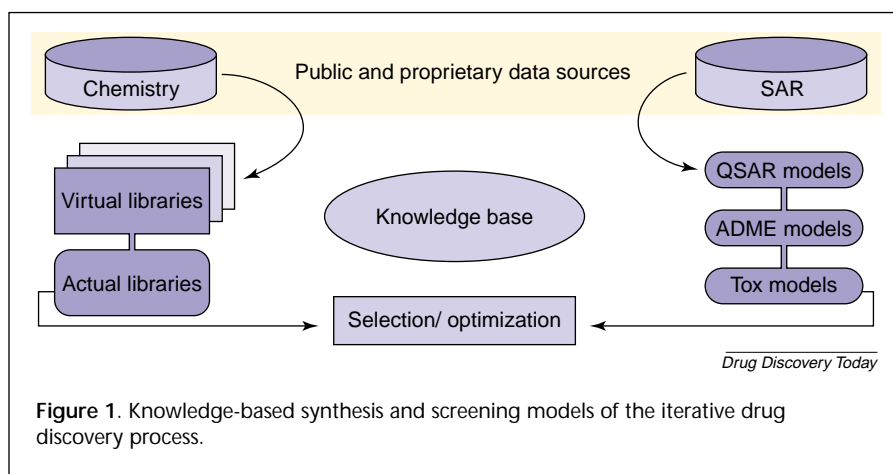 Public and proprietary data sources
Chemistry
SAR
Virtual libraries
Actual libraries
Knowledge base
QSAR models
ADME models
Tox models
Selection/ optimization
Drug Discovery Today
Figure 1. Knowledge-based synthesis and screening models of the iterative drug
discovery process.